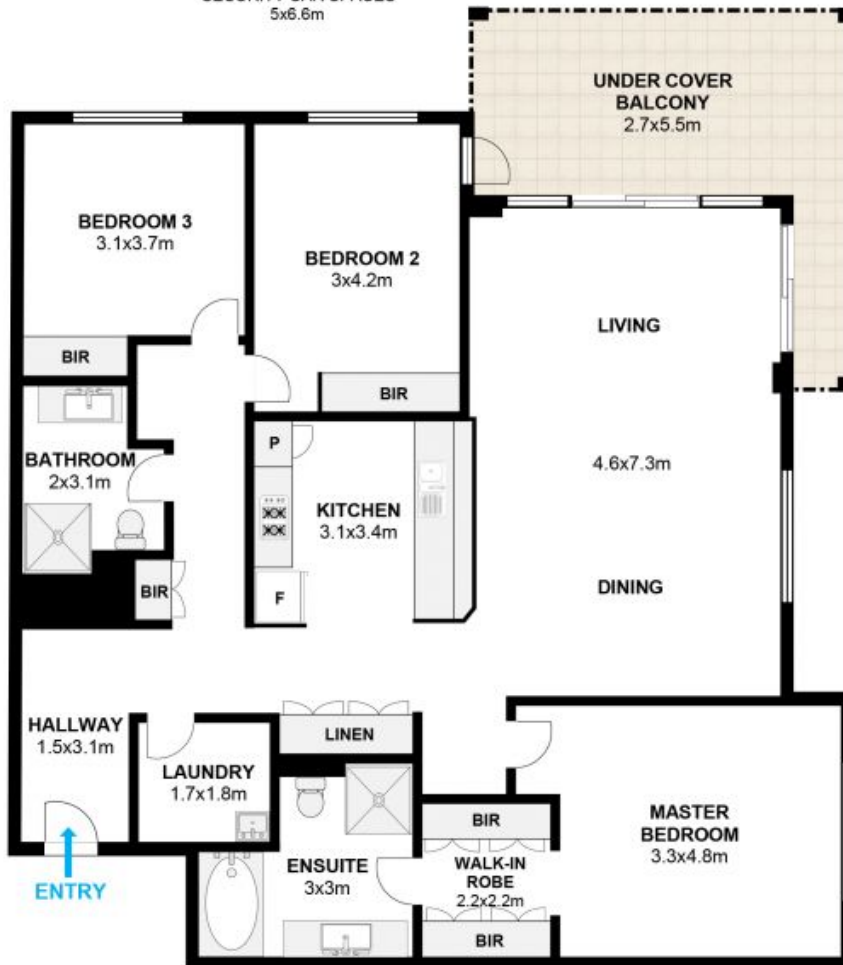 5x6.6m
UNDER COVER
BALCONY
2.7x5.5m
BEDROOM 3
3.1x3.7m
BEDROOM 2
3x4.2m
LIVING
BIR
BIR
P
BATHROOM
2x3.1m
4.6x7.3m
KITCHEN
3.1x3.4m
DINING
BIR
F
HALLWAY
1.5x3.1m
LINEN
LAUNDRY
1.7x1.8m
MASTER
BEDROOM
3.3x4.8m
BIR
ENSUITE
3x3m
WALK-IN
ROBE
2.2x2.2m
ENTRY
BIR